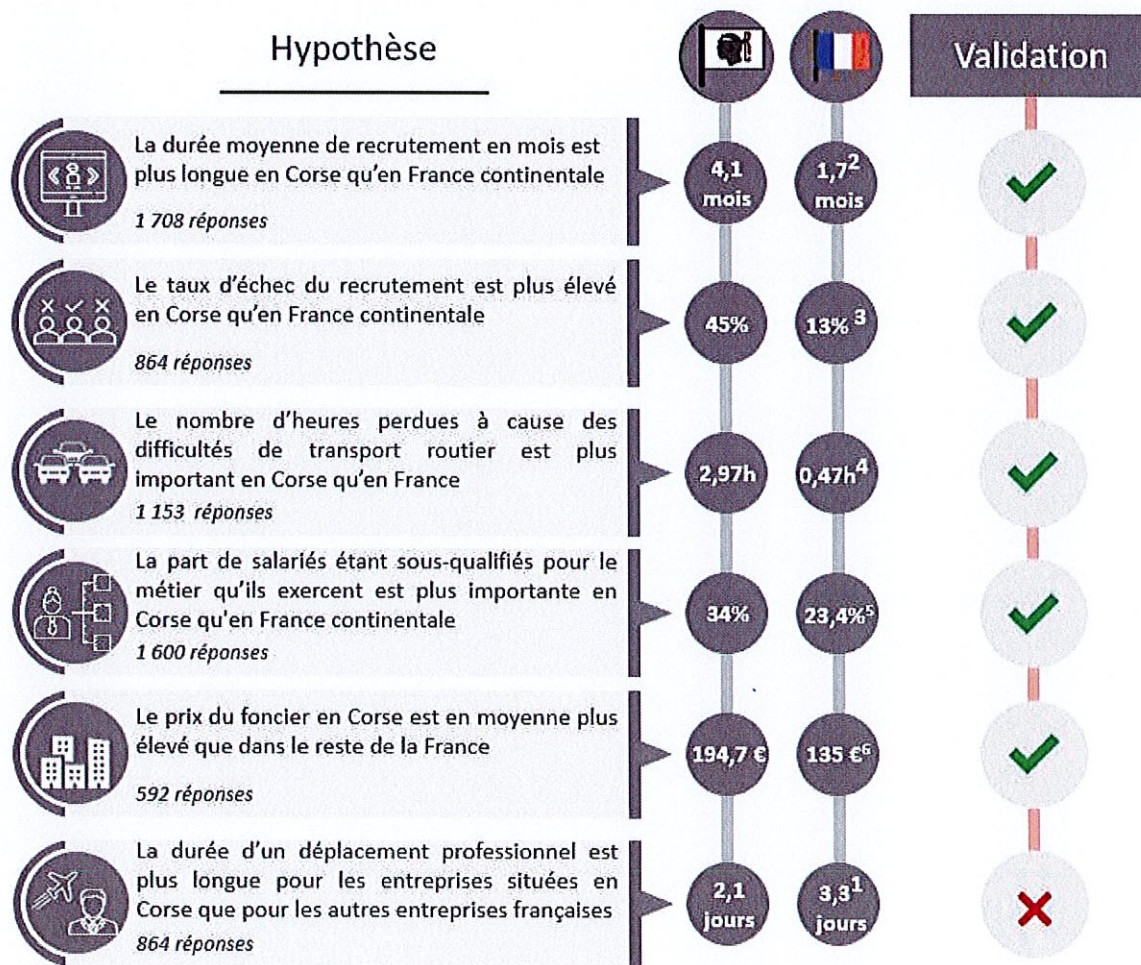 Hypothèse
Validation
La durée moyenne de recrutement en mois est
plus longue en Corse qu'en France continentale
1 708 réponses
4,1
mois
1,7²
mois
Le taux d'échec du recrutement est plus élevé
en Corse qu'en France continentale
864 réponses
45%
13% ³
Le nombre d'heures perdues à cause des
difficultés de transport routier est plus
important en Corse qu'en France
1 153 réponses
2,97h
0,47h⁴
La part de salariés étant sous-qualifiés pour le
métier qu'ils exercent est plus importante en
Corse qu'en France continentale
1 600 réponses
34%
23,4%⁵
Le prix du foncier en Corse est en moyenne plus
élevé que dans le reste de la France
592 réponses
194,7 €
135 €⁶
La durée d'un déplacement professionnel est
plus longue pour les entreprises situées en
Corse que pour les autres entreprises françaises
864 réponses
2,1
jours
3,3¹
jours